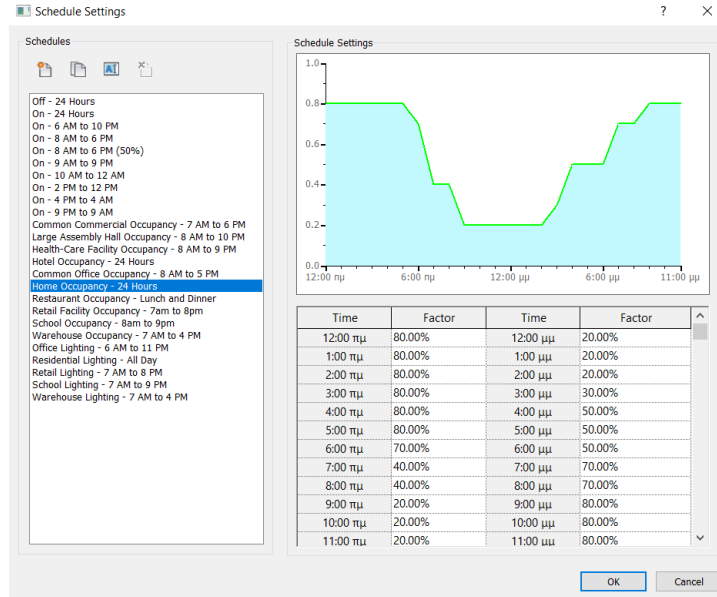 Schedule Settings
? ×
Schedules
Off - 24 Hours
On - 24 Hours
On - 6 AM to 10 PM
On - 8 AM to 6 PM
On - 8 AM to 6 PM (50%)
On - 9 AM to 9 PM
On - 10 AM to 12 AM
On - 2 PM to 12 PM
On - 4 PM to 4 AM
On - 9 PM to 9 AM
Common Commercial Occupancy - 7 AM to 6 PM
Large Assembly Hall Occupancy - 8 AM to 10 PM
Health-Care Facility Occupancy - 8 AM to 9 PM
Hotel Occupancy - 24 Hours
Common Office Occupancy - 8 AM to 5 PM
Home Occupancy - 24 Hours
Restaurant Occupancy - Lunch and Dinner
Retail Facility Occupancy - 7am to 8pm
School Occupancy - 8am to 9pm
Warehouse Occupancy - 7 AM to 4 PM
Office Lighting - 6 AM to 11 PM
Residential Lighting - All Day
Retail Lighting - 7 AM to 8 PM
School Lighting - 7 AM to 9 PM
Warehouse Lighting - 7 AM to 4 PM
Schedule Settings
1.0
0.8
0.6
0.4
0.2
0.0
12:00 πμ 6:00 πμ 12:00 μμ 6:00 μμ 11:00 μμ
Time Factor Time Factor
12:00 πμ 80.00% 12:00 μμ 20.00%
1:00 πμ 80.00% 1:00 μμ 20.00%
2:00 πμ 80.00% 2:00 μμ 20.00%
3:00 πμ 80.00% 3:00 μμ 30.00%
4:00 πμ 80.00% 4:00 μμ 50.00%
5:00 πμ 80.00% 5:00 μμ 50.00%
6:00 πμ 70.00% 6:00 μμ 50.00%
7:00 πμ 40.00% 7:00 μμ 70.00%
8:00 πμ 40.00% 8:00 μμ 70.00%
9:00 πμ 20.00% 9:00 μμ 80.00%
10:00 πμ 20.00% 10:00 μμ 80.00%
11:00 πμ 20.00% 11:00 μμ 80.00%
OK Cancel